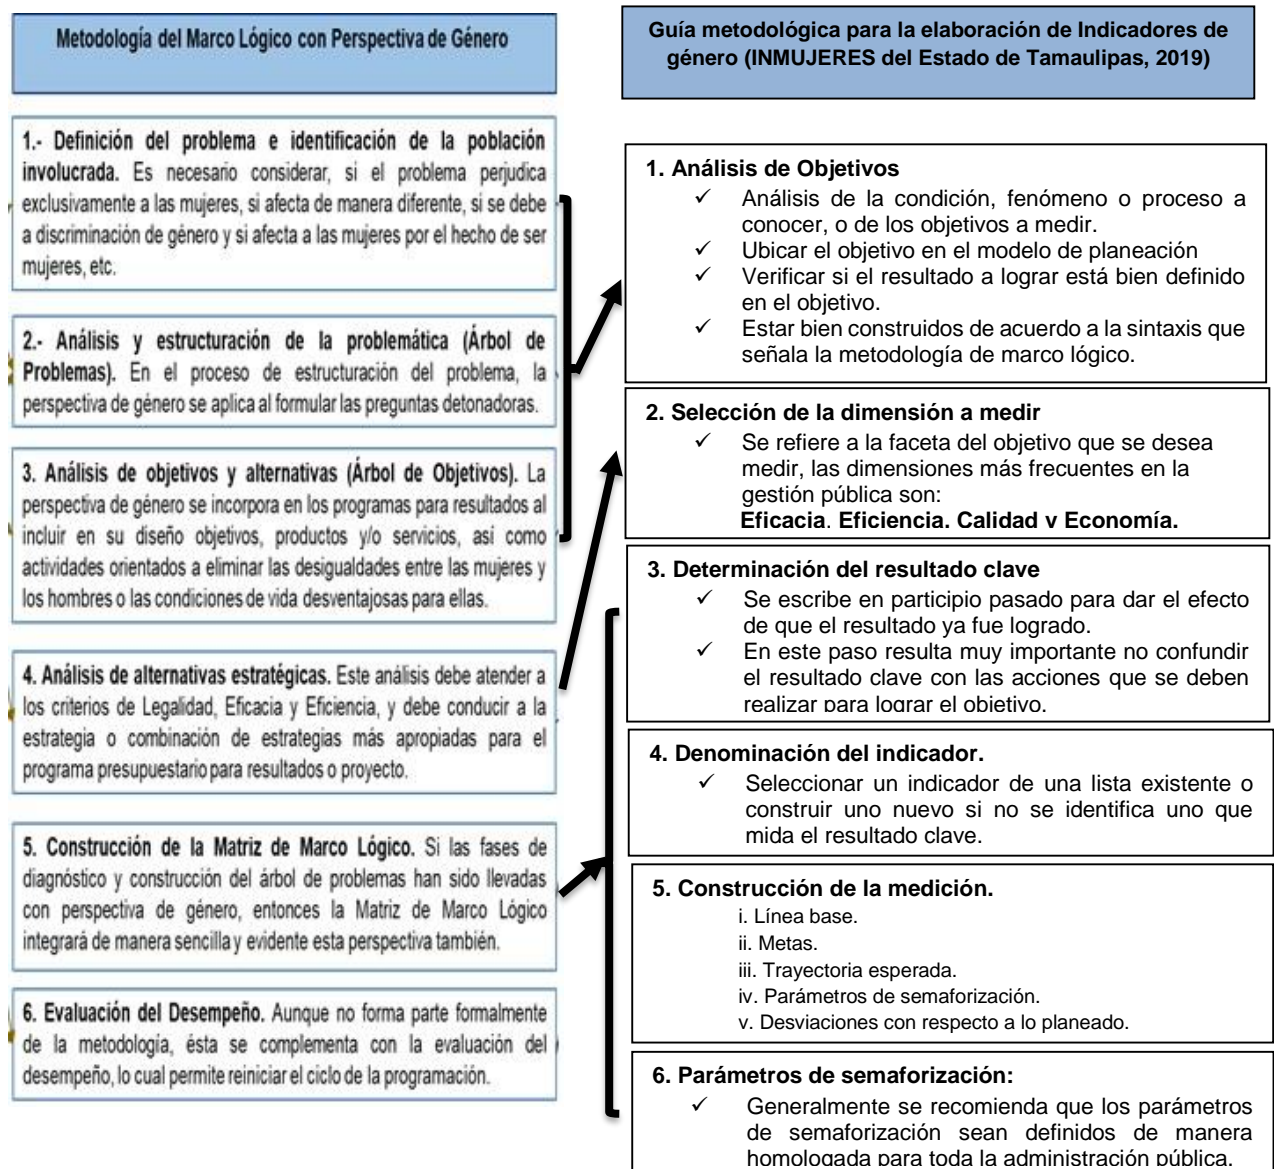 Metodología del Marco Lógico con Perspectiva de Género
1.- Definición del problema e identificación de la población
involucrada. Es necesario considerar, si el problema perjudica
exclusivamente a las mujeres, si afecta de manera diferente, si se debe
a discriminación de género y si afecta a las mujeres por el hecho de ser
mujeres, etc.
2.- Análisis y estructuración de la problemática (Árbol de
Problemas). En el proceso de estructuración del problema, la
perspectiva de género se aplica al formular las preguntas detonadoras.
3. Análisis de objetivos y alternativas (Árbol de Objetivos). La
perspectiva de género se incorpora en los programas para resultados al
incluir en su diseño objetivos, productos y/o servicios, así como
actividades orientados a eliminar las desigualdades entre las mujeres y
los hombres o las condiciones de vida desventajosas para ellas.
4. Análisis de alternativas estratégicas. Este análisis debe atender a
los criterios de Legalidad, Eficacia y Eficiencia, y debe conducir a la
estrategia o combinación de estrategias más apropiadas para el
programa presupuestario para resultados o proyecto.
5. Construcción de la Matriz de Marco Lógico. Si las fases de
diagnóstico y construcción del árbol de problemas han sido llevadas
con perspectiva de género, entonces la Matriz de Marco Lógico
integrará de manera sencilla y evidente esta perspectiva también.
6. Evaluación del Desempeño. Aunque no forma parte formalmente
de la metodología, ésta se complementa con la evaluación del
desempeño, lo cual permite reiniciar el ciclo de la programación.
Guía metodológica para la elaboración de Indicadores de
género (INMUJERES del Estado de Tamaulipas, 2019)
1. Análisis de Objetivos
✓ Análisis de la condición, fenómeno o proceso a
conocer, o de los objetivos a medir.
✓ Ubicar el objetivo en el modelo de planeación
✓ Verificar si el resultado a lograr está bien definido
en el objetivo.
✓ Estar bien construidos de acuerdo a la sintaxis que
señala la metodología de marco lógico.
2. Selección de la dimensión a medir
✓ Se refiere a la faceta del objetivo que se desea
medir, las dimensiones más frecuentes en la
gestión pública son:
Eficacia. Eficiencia. Calidad y Economía.
3. Determinación del resultado clave
✓ Se escribe en participio pasado para dar el efecto
de que el resultado ya fue logrado.
✓ En este paso resulta muy importante no confundir
el resultado clave con las acciones que se deben
realizar para lograr el objetivo.
4. Denominación del indicador.
✓ Seleccionar un indicador de una lista existente o
construir uno nuevo si no se identifica uno que
mida el resultado clave.
5. Construcción de la medición.
i. Línea base.
ii. Metas.
iii. Trayectoria esperada.
iv. Parámetros de semaforización.
v. Desviaciones con respecto a lo planeado.
6. Parámetros de semaforización:
✓ Generalmente se recomienda que los parámetros
de semaforización sean definidos de manera
homologada para toda la administración pública.